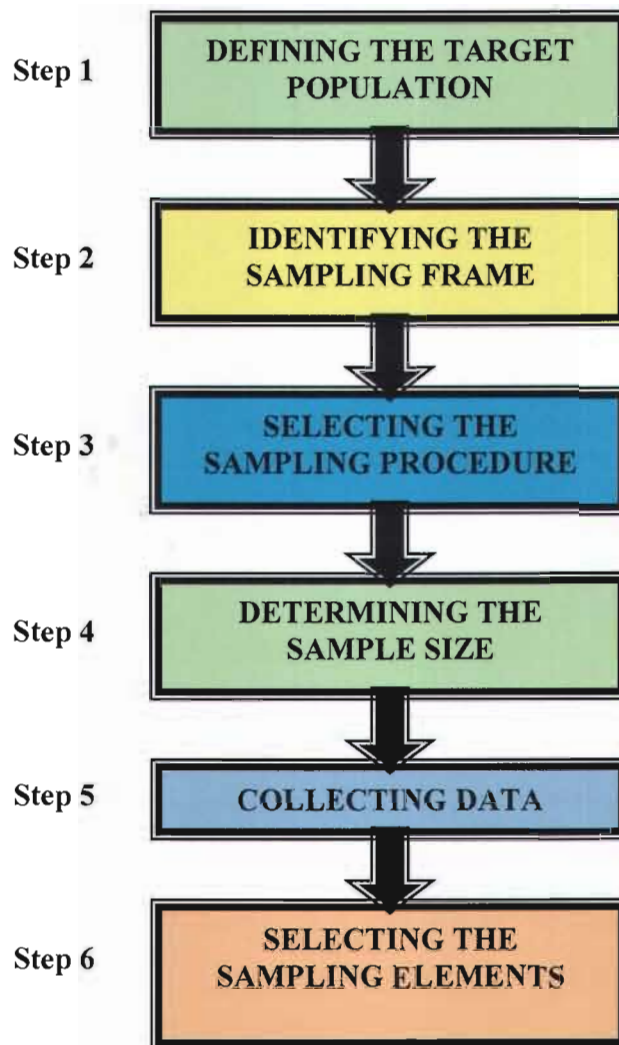 Step 1
DEFINING THE TARGET
POPULATION
Step 2
IDENTIFYING THE
SAMPLING FRAME
Step 3
SELECTING THE
SAMPLING PROCEDURE
Step 4
DETERMINING THE
SAMPLE SIZE
Step 5
COLLECTING DATA
Step 6
SELECTING THE
SAMPLING ELEMENTS